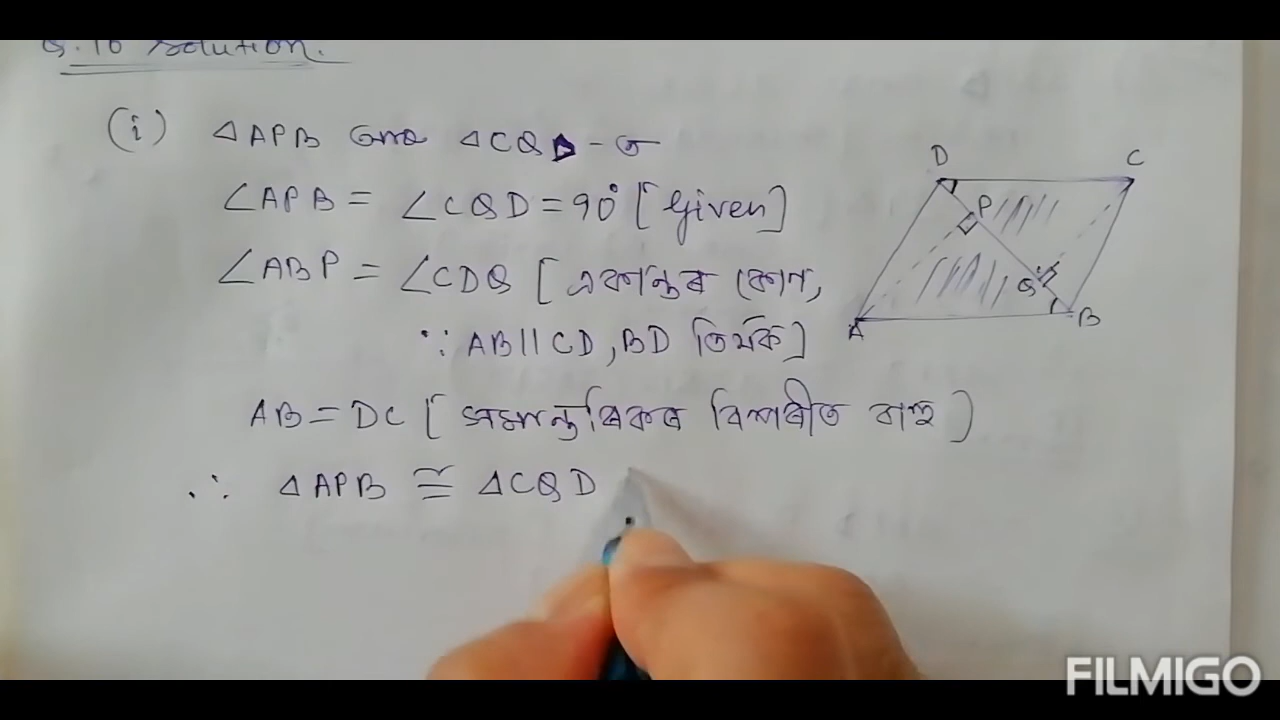 Q.10 Solution.
(i) △APB আৰু △CQD -ত
∠APB = ∠CQD = 90° [Given]
∠ABP = ∠CDQ [একান্তৰ কোণ,
∵ AB || CD, BD তিৰ্যক]
AB = DC [সামান্তৰিকৰ বিপৰীত বাহু]
∴ △APB ≅ △CQD
D C
P
Q
A B
FILMIGO